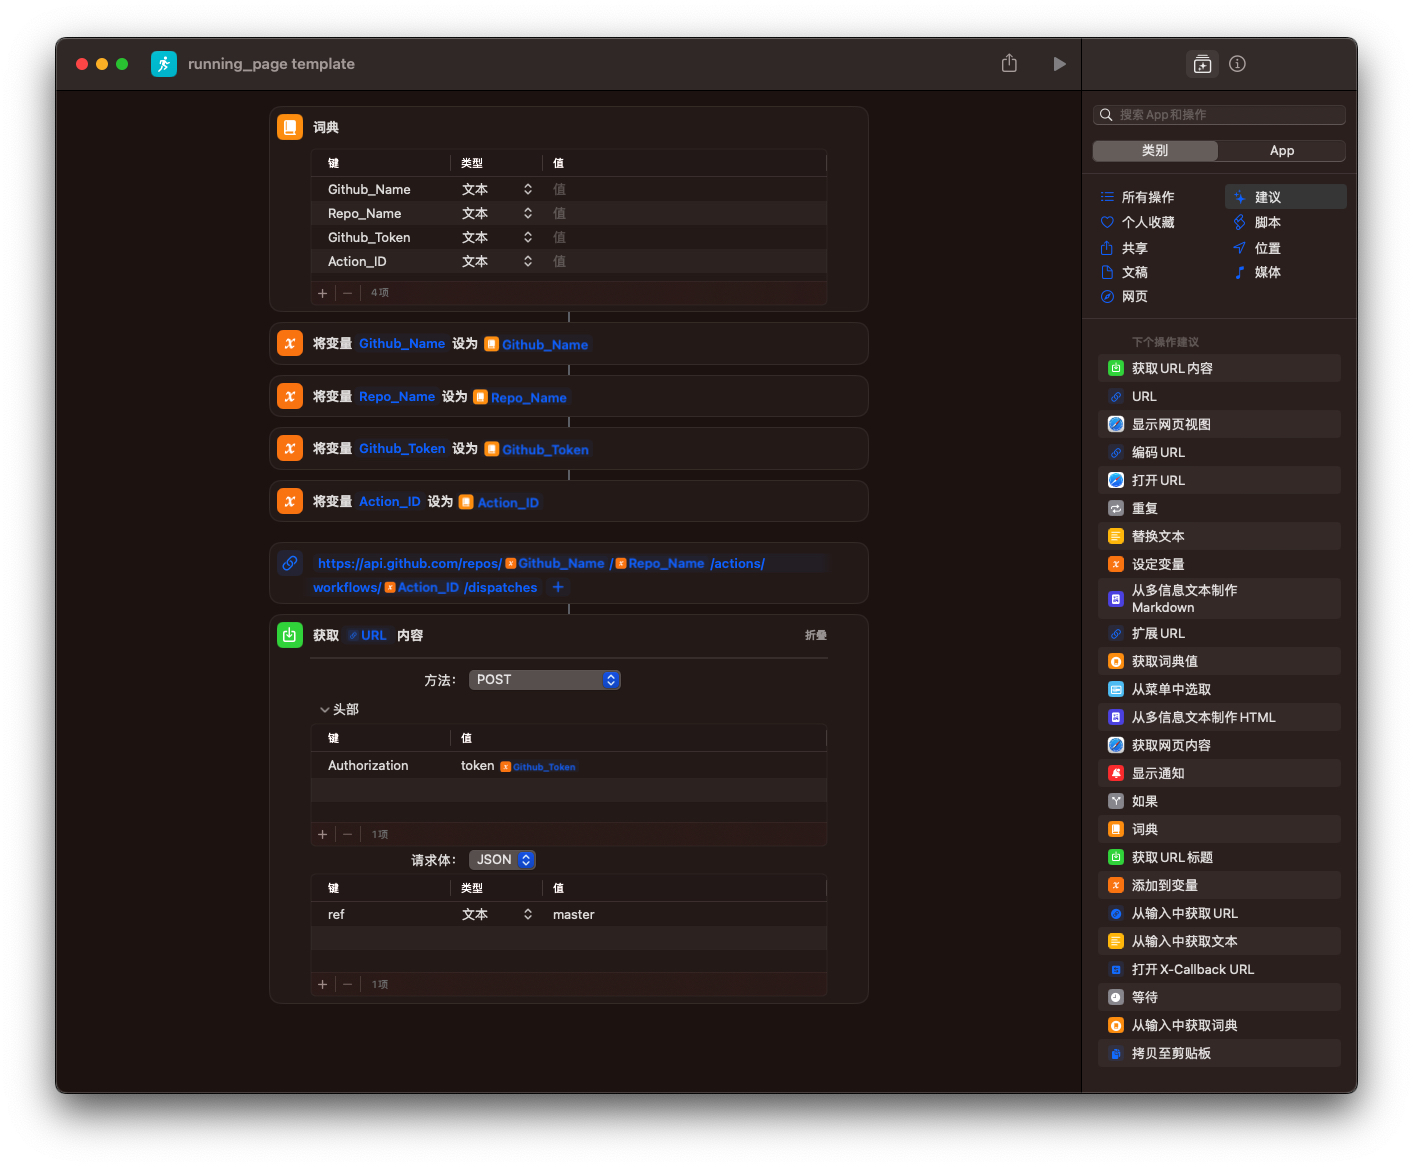 running_page template
词典
键 类型 值
Github_Name 文本 值
Repo_Name 文本 值
Github_Token 文本 值
Action_ID 文本 值
+ − 4项
将变量 Github_Name 设为 Github_Name
将变量 Repo_Name 设为 Repo_Name
将变量 Github_Token 设为 Github_Token
将变量 Action_ID 设为 Action_ID
https://api.github.com/repos/ Github_Name / Repo_Name /actions/
workflows/ Action_ID /dispatches +
获取 URL 内容 折叠
方法： POST
头部
键 值
Authorization token Github_Token
+ − 1项
请求体： JSON
键 类型 值
ref 文本 master
+ − 1项
搜索 App和操作
类别 App
所有操作 建议
个人收藏 脚本
共享 位置
文稿 媒体
网页
下个操作建议
获取 URL 内容
URL
显示网页视图
编码 URL
打开 URL
重复
替换文本
设定变量
从多信息文本制作
Markdown
扩展 URL
获取词典值
从菜单中选取
从多信息文本制作 HTML
获取网页内容
显示通知
如果
词典
获取 URL 标题
添加到变量
从输入中获取 URL
从输入中获取文本
打开 X-Callback URL
等待
从输入中获取词典
拷贝至剪贴板